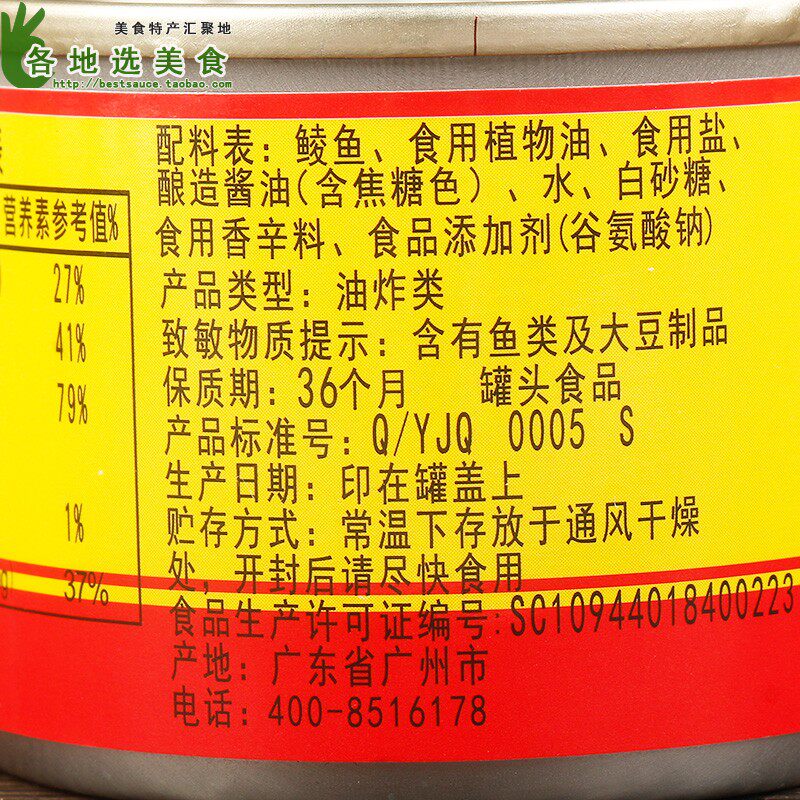 美食特产汇聚地
各地选美食
http://bestsauce.taobao.com
营养素参考值%
27%
41%
79%
1%
37%
配料表：鲮鱼、食用植物油、食用盐、
酿造酱油(含焦糖色)、水、白砂糖、
食用香辛料、食品添加剂(谷氨酸钠)
产品类型：油炸类
致敏物质提示：含有鱼类及大豆制品
保质期：36个月 罐头食品
产品标准号：Q/YJQ 0005 S
生产日期：印在罐盖上
贮存方式：常温下存放于通风干燥
处，开封后请尽快食用
食品生产许可证编号:SC10944018400223
产地：广东省广州市
电话：400-8516178